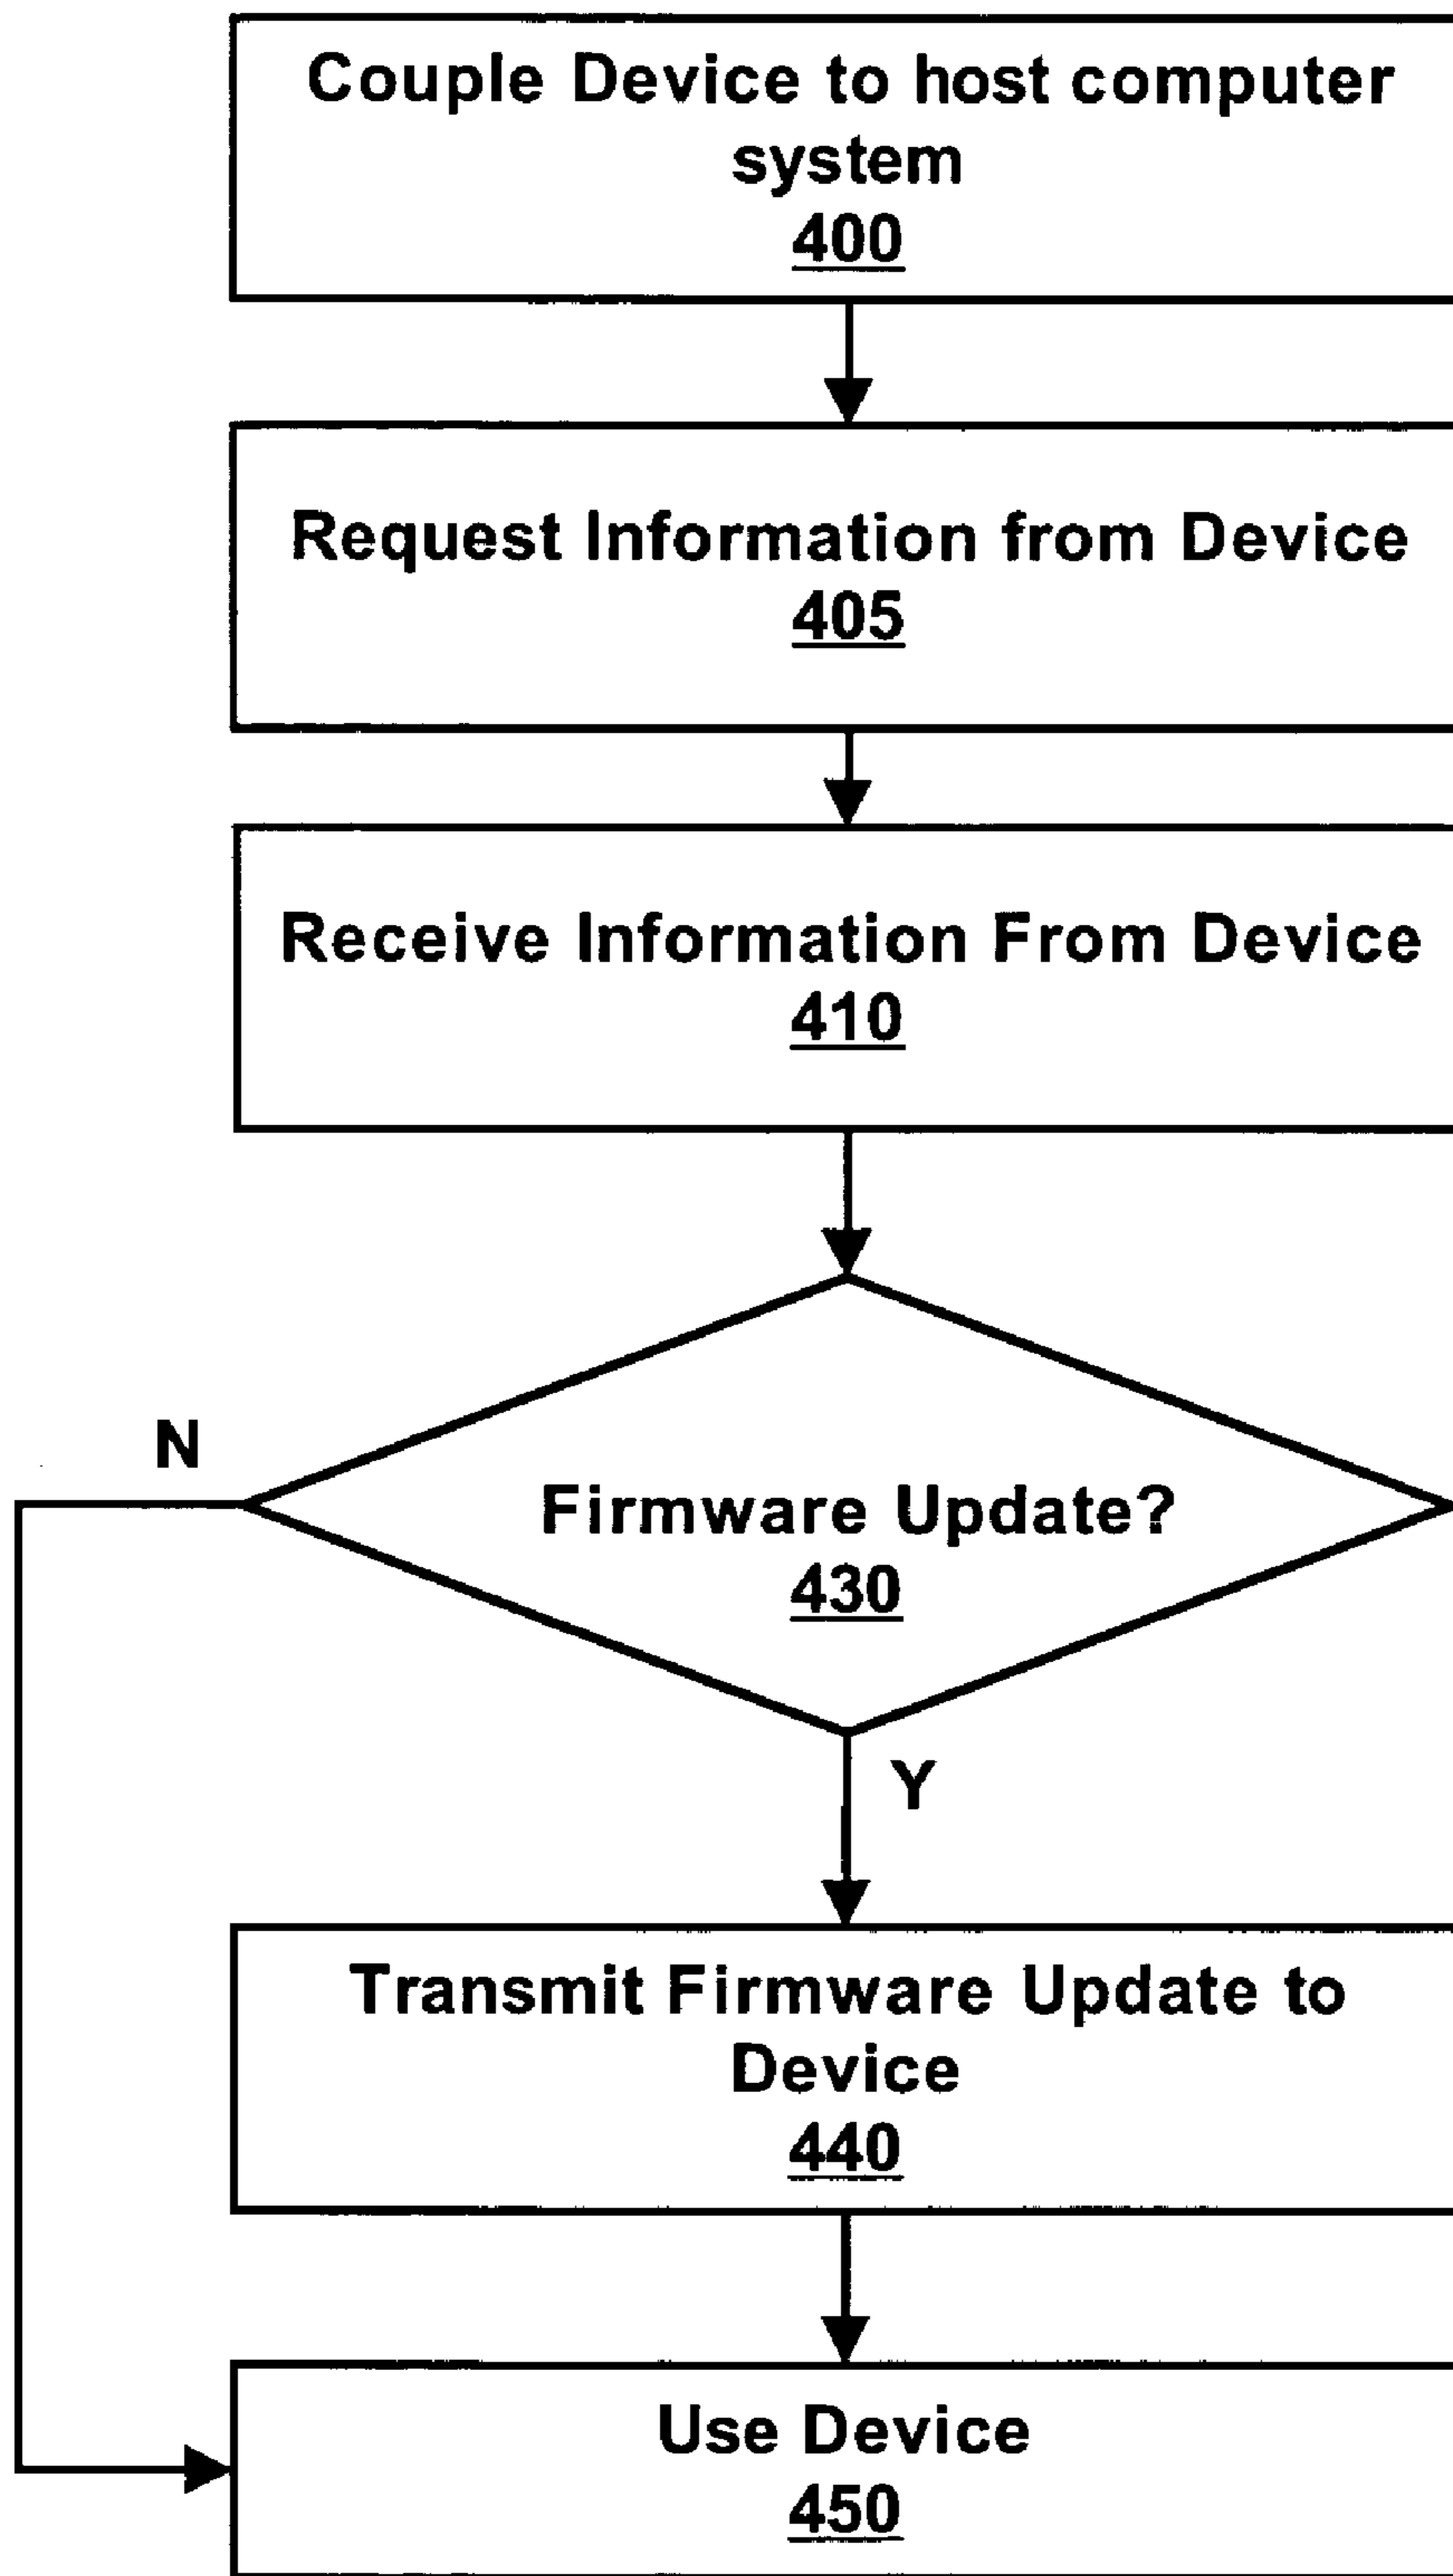 Couple Device to host computer
system
400
Request Information from Device
405
Receive Information From Device
410
N
Firmware Update?
430
Y
Transmit Firmware Update to
Device
440
Use Device
450